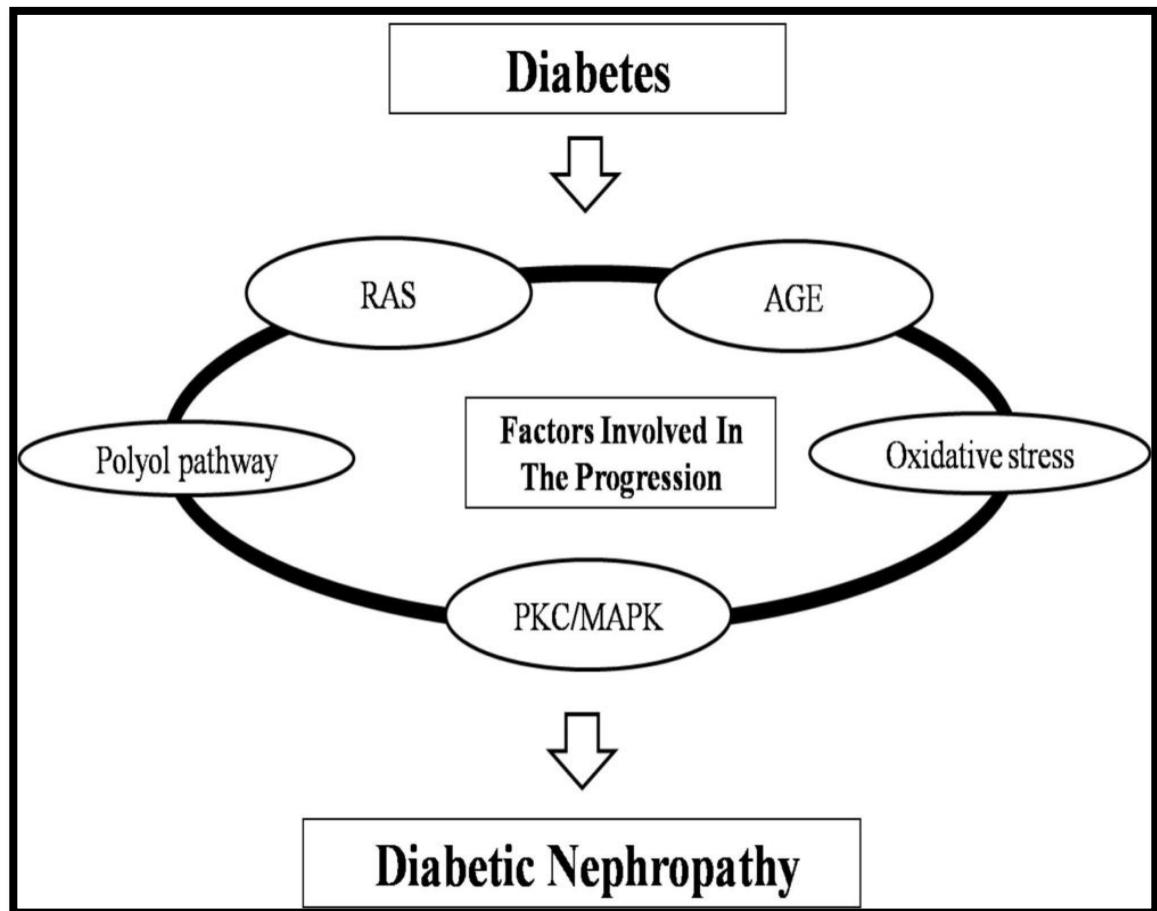 Diabetes
RAS
AGE
Factors Involved In
The Progression
Polyol pathway
Oxidative stress
PKC/MAPK
Diabetic Nephropathy